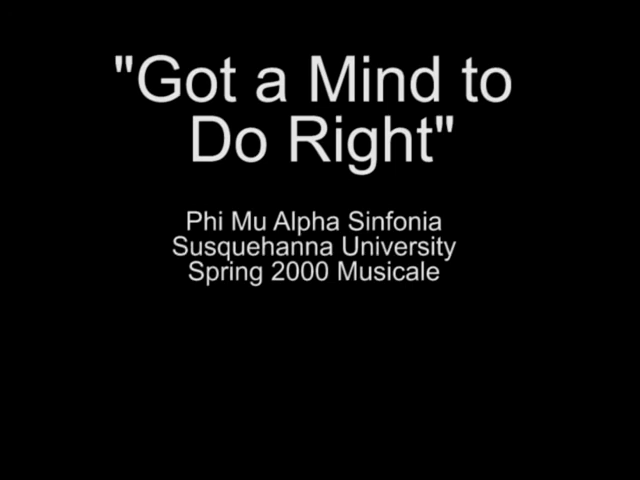 "Got a Mind to
Do Right"
Phi Mu Alpha Sinfonia
Susquehanna University
Spring 2000 Musicale